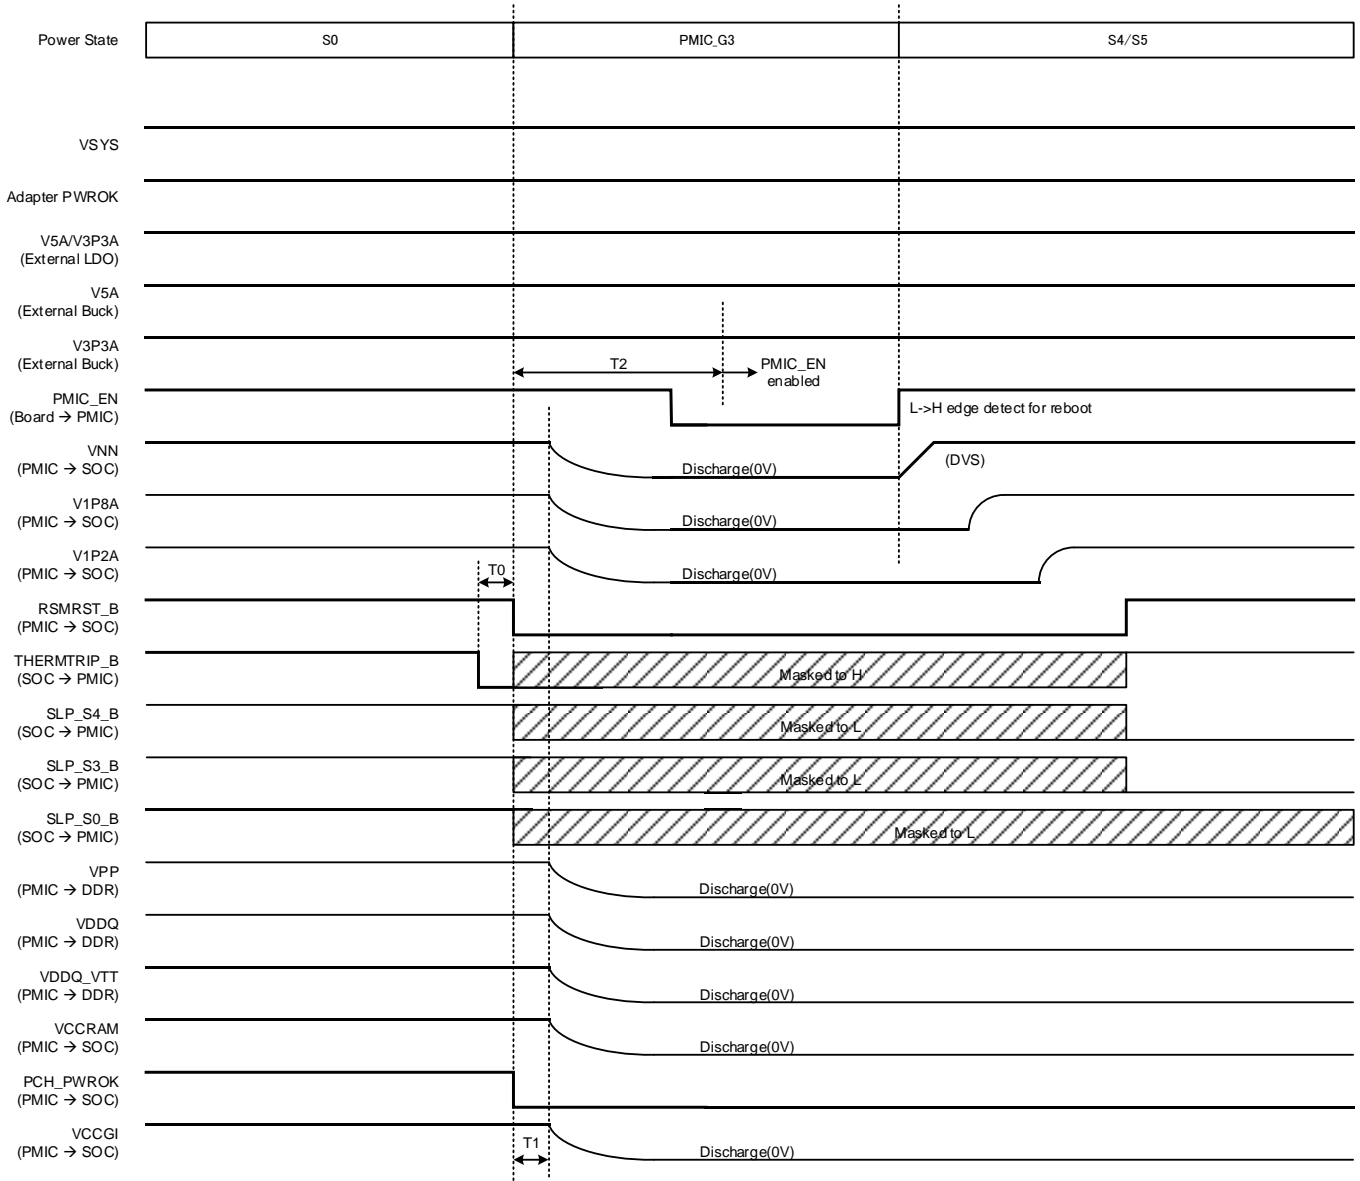 Power State
S0
PMIC_G3
S4/S5
VSYS
Adapter PWROK
V5A/V3P3A
(External LDO)
V5A
(External Buck)
V3P3A
(External Buck)
T2
PMIC_EN
enabled
PMIC_EN
(Board → PMIC)
L->H edge detect for reboot
VNN
(PMIC → SOC)
Discharge(0V)
(DVS)
V1P8A
(PMIC → SOC)
Discharge(0V)
V1P2A
(PMIC → SOC)
Discharge(0V)
T0
RSMRST_B
(PMIC → SOC)
THERMTRIP_B
(SOC → PMIC)
Masked to H
SLP_S4_B
(SOC → PMIC)
Masked to L
SLP_S3_B
(SOC → PMIC)
Masked to L
SLP_S0_B
(SOC → PMIC)
Masked to L
VPP
(PMIC → DDR)
Discharge(0V)
VDDQ
(PMIC → DDR)
Discharge(0V)
VDDQ_VTT
(PMIC → DDR)
Discharge(0V)
VCCRAM
(PMIC → SOC)
Discharge(0V)
PCH_PWROK
(PMIC → SOC)
VCCGI
(PMIC → SOC)
T1
Discharge(0V)